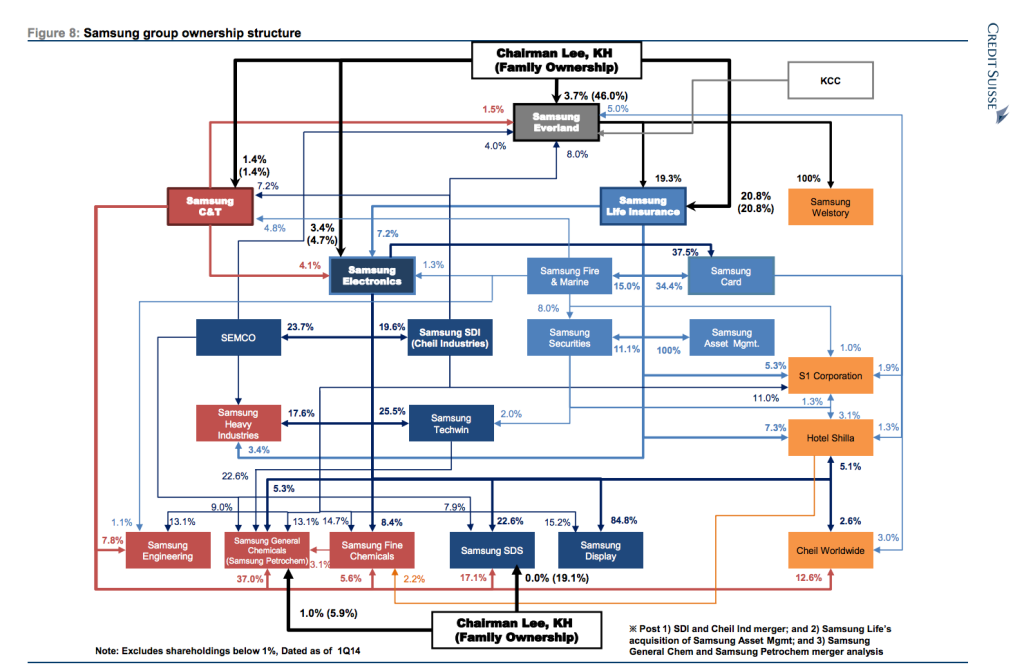 Figure 8: Samsung group ownership structure
CREDIT SUISSE
Chairman Lee, KH
(Family Ownership)
KCC
3.7% (46.0%)
1.5%
5.0%
Samsung
Everland
4.0%
8.0%
1.4%
(1.4%)
7.2%
19.3%
100%
Samsung
C&T
Samsung
Life Insurance
20.8%
(20.8%)
Samsung
Welstory
4.8%
3.4%
(4.7%)
7.2%
37.5%
4.1%
Samsung
Electronics
1.3%
Samsung Fire
& Marine
15.0%
34.4%
Samsung
Card
8.0%
SEMCO
23.7%
19.6%
Samsung SDI
(Cheil Industries)
Samsung
Securities
11.1%
100%
Samsung
Asset Mgmt.
1.0%
5.3%
S1 Corporation
1.9%
11.0%
1.3%
3.1%
Samsung
Heavy
Industries
17.6%
25.5%
Samsung
Techwin
2.0%
7.3%
Hotel Shilla
1.3%
3.4%
5.1%
22.6%
5.3%
9.0%
7.9%
1.1%
13.1%
13.1%
14.7%
8.4%
22.6%
15.2%
84.8%
2.6%
7.8%
Samsung
Engineering
Samsung General
Chemicals
(Samsung Petrochem)
3.1%
Samsung Fine
Chemicals
Samsung SDS
Samsung
Display
Cheil Worldwide
3.0%
37.0%
5.6%
2.2%
17.1%
0.0% (19.1%)
12.6%
1.0% (5.9%)
Chairman Lee, KH
(Family Ownership)
※ Post 1) SDI and Cheil Ind merger; and 2) Samsung Life's
acquisition of Samsung Asset Mgmt; and 3) Samsung
General Chem and Samsung Petrochem merger analysis
Note: Excludes shareholdings below 1%, Dated as of 1Q14